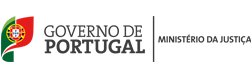 GOVERNO DE
PORTUGAL
MINISTÉRIO DA JUSTIÇA